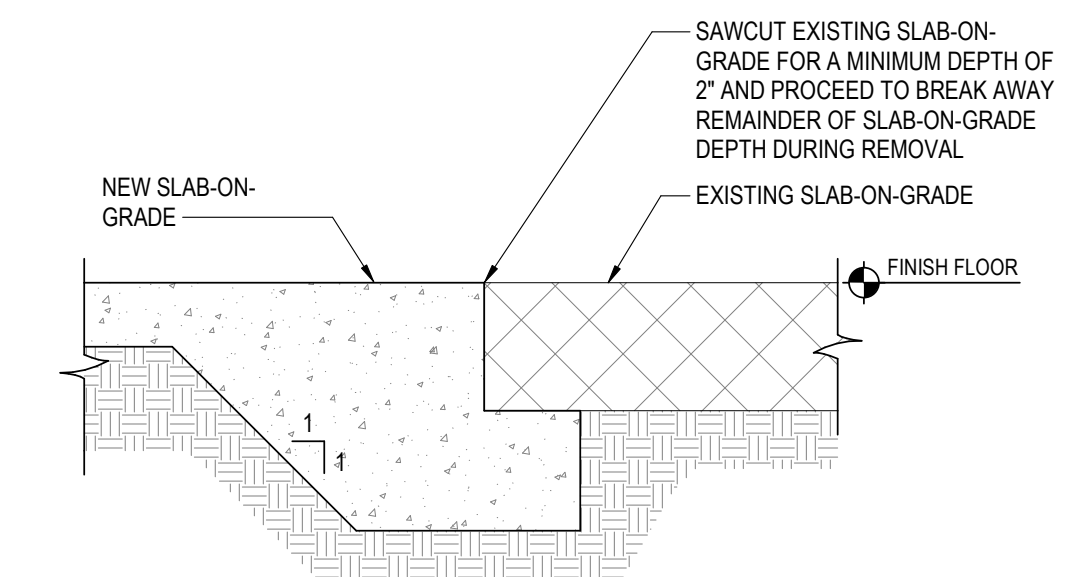 SAWCUT EXISTING SLAB-ON-
GRADE FOR A MINIMUM DEPTH OF
2" AND PROCEED TO BREAK AWAY
REMAINDER OF SLAB-ON-GRADE
DEPTH DURING REMOVAL
NEW SLAB-ON-
GRADE
EXISTING SLAB-ON-GRADE
FINISH FLOOR
1
1